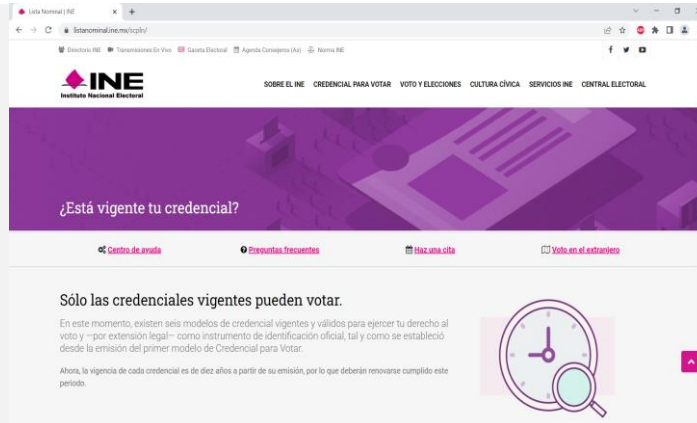 Lista Nominal | INE
listanominal.ine.mx/scpln/
Directorio INE Transmisiones En Vivo Gaceta Electoral Agenda Consejeros (As) Norma INE
INE
Instituto Nacional Electoral
SOBRE EL INE CREDENCIAL PARA VOTAR VOTO Y ELECCIONES CULTURA CÍVICA SERVICIOS INE CENTRAL ELECTORAL
¿Está vigente tu credencial?
Centro de ayuda Preguntas frecuentes Haz una cita Voto en el extranjero
Sólo las credenciales vigentes pueden votar.
En este momento, existen seis modelos de credencial vigentes y válidos para ejercer tu derecho al
voto y —por extensión legal— como instrumento de identificación oficial, tal y como se estableció
desde la emisión del primer modelo de Credencial para Votar.
Ahora, la vigencia de cada credencial es de diez años a partir de su emisión, por lo que deberán renovarse cumplido este
periodo.